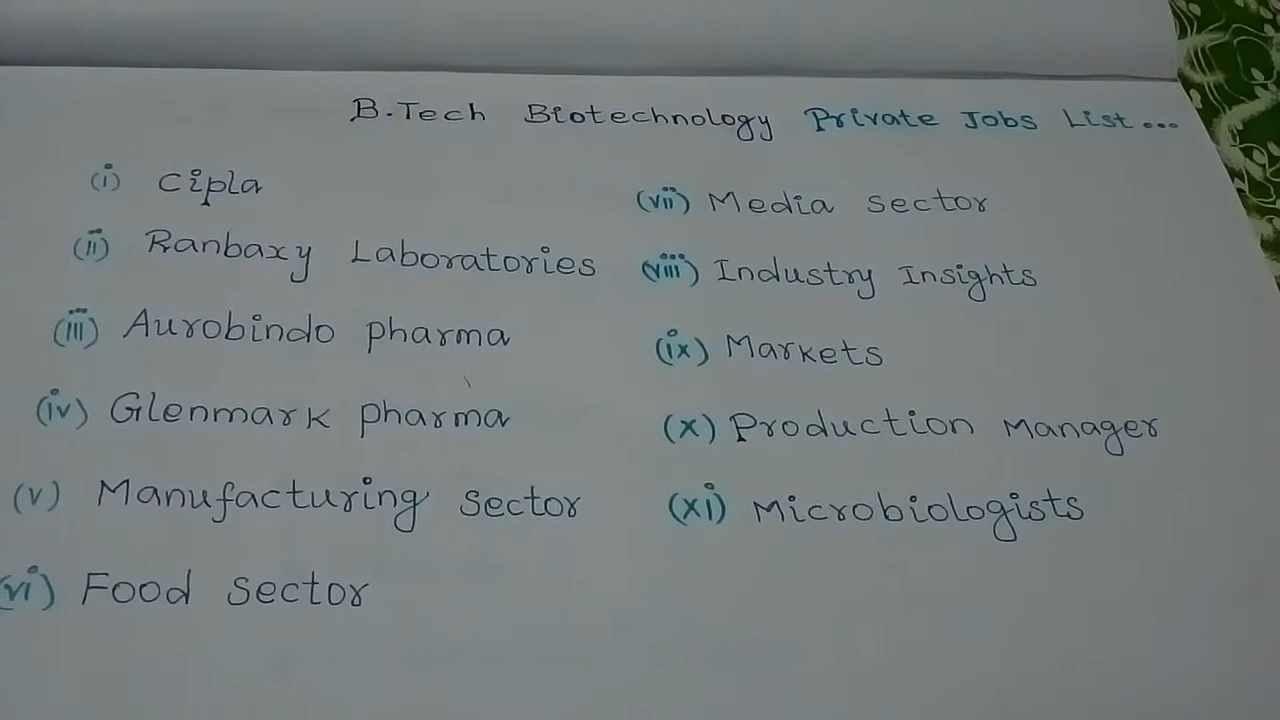 B.Tech Biotechnology Private Jobs List...
(i) Cipla
(ii) Ranbaxy Laboratories
(iii) Aurobindo pharma
(iv) Glenmark pharma
(v) Manufacturing Sector
(vi) Food Sector
(vii) Media Sector
(viii) Industry Insights
(ix) Markets
(x) Production Manager
(xi) Microbiologists